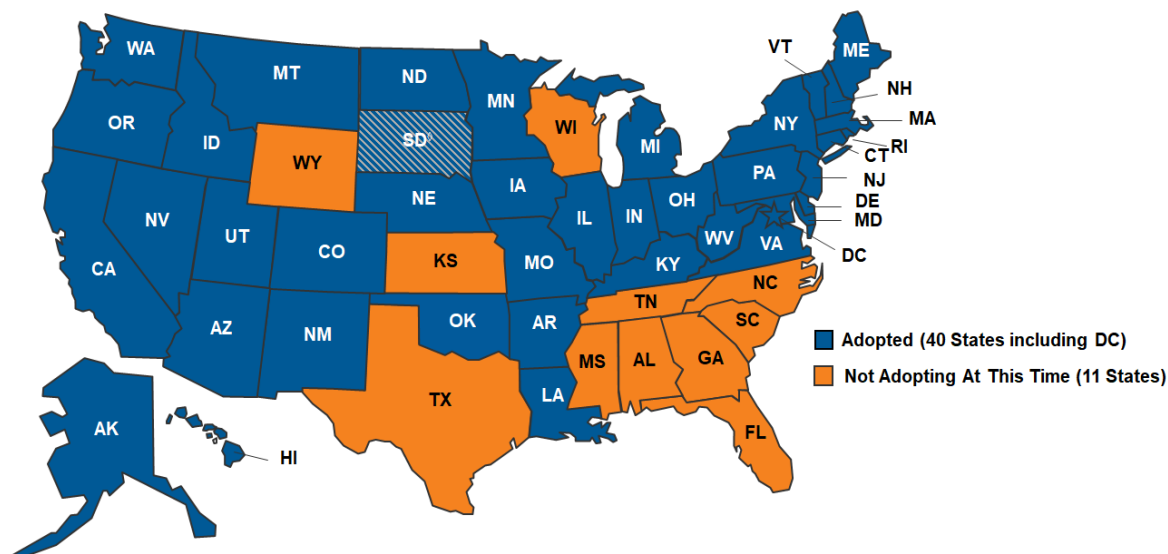 WA
MT
ND
MN
OR
ID
SD◊
WI
MI
NY
VT
ME
NH
MA
RI
CT
WY
NE
IA
PA
NJ
NV
UT
CO
IL
IN
OH
DE
MD
CA
KS
MO
WV
VA
KY
DC
AZ
NM
OK
AR
TN
NC
SC
MS
AL
GA
TX
LA
FL
AK
HI
Adopted (40 States including DC)
Not Adopting At This Time (11 States)